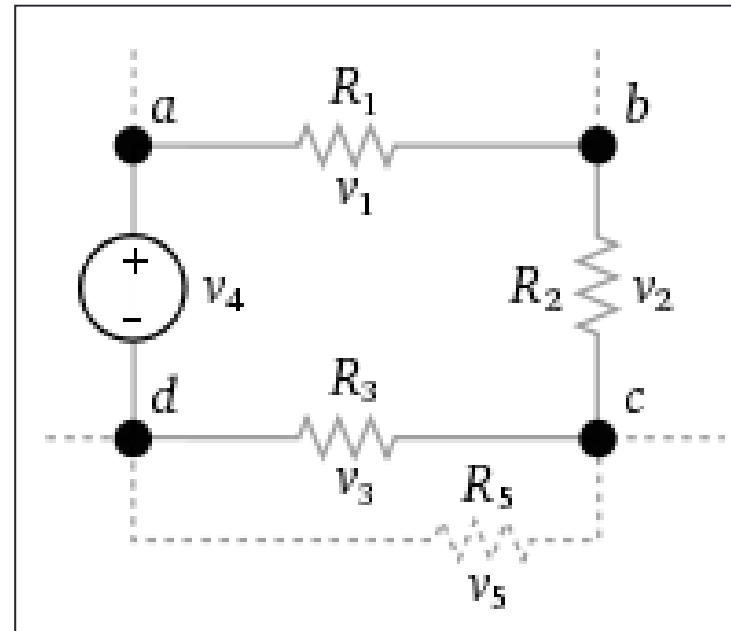 a R₁ b
v₁
+
v₄ R₂ v₂
-
d R₃ c
v₃ R₅
v₅